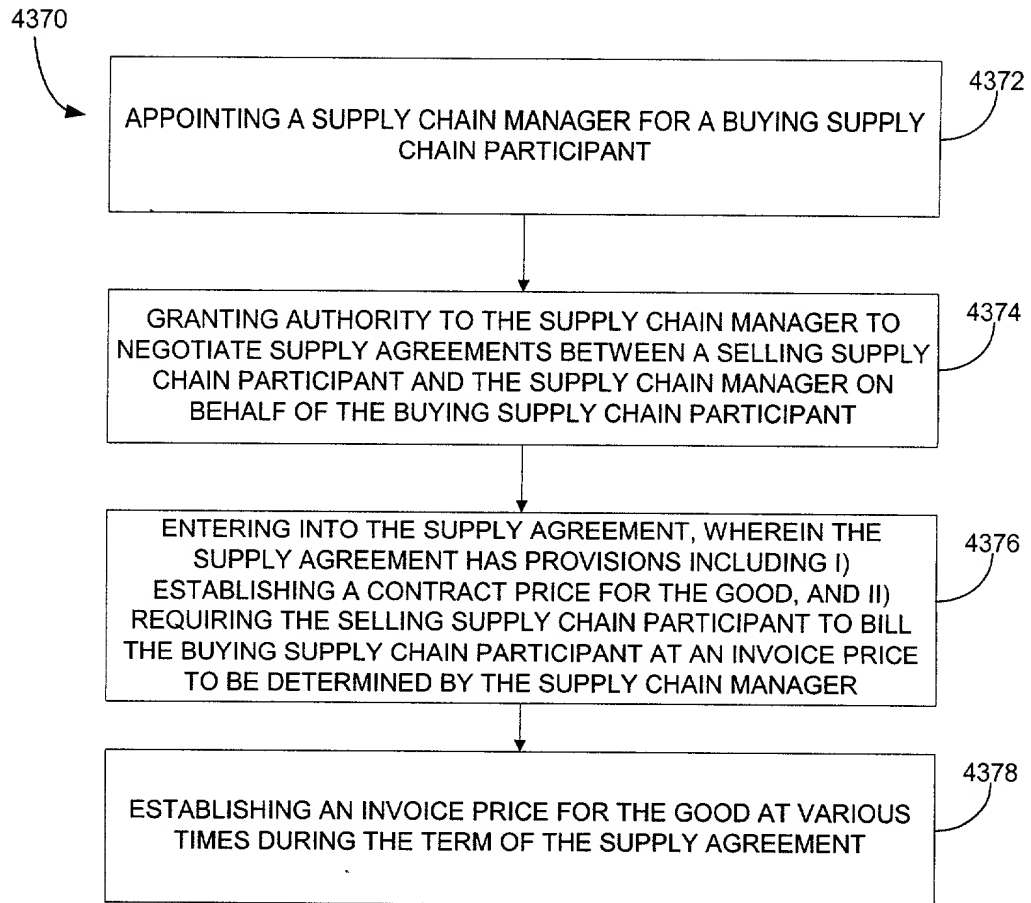 4370
4372
APPOINTING A SUPPLY CHAIN MANAGER FOR A BUYING SUPPLY
CHAIN PARTICIPANT
4374
GRANTING AUTHORITY TO THE SUPPLY CHAIN MANAGER TO
NEGOTIATE SUPPLY AGREEMENTS BETWEEN A SELLING SUPPLY
CHAIN PARTICIPANT AND THE SUPPLY CHAIN MANAGER ON
BEHALF OF THE BUYING SUPPLY CHAIN PARTICIPANT
4376
ENTERING INTO THE SUPPLY AGREEMENT, WHEREIN THE
SUPPLY AGREEMENT HAS PROVISIONS INCLUDING I)
ESTABLISHING A CONTRACT PRICE FOR THE GOOD, AND II)
REQUIRING THE SELLING SUPPLY CHAIN PARTICIPANT TO BILL
THE BUYING SUPPLY CHAIN PARTICIPANT AT AN INVOICE PRICE
TO BE DETERMINED BY THE SUPPLY CHAIN MANAGER
4378
ESTABLISHING AN INVOICE PRICE FOR THE GOOD AT VARIOUS
TIMES DURING THE TERM OF THE SUPPLY AGREEMENT